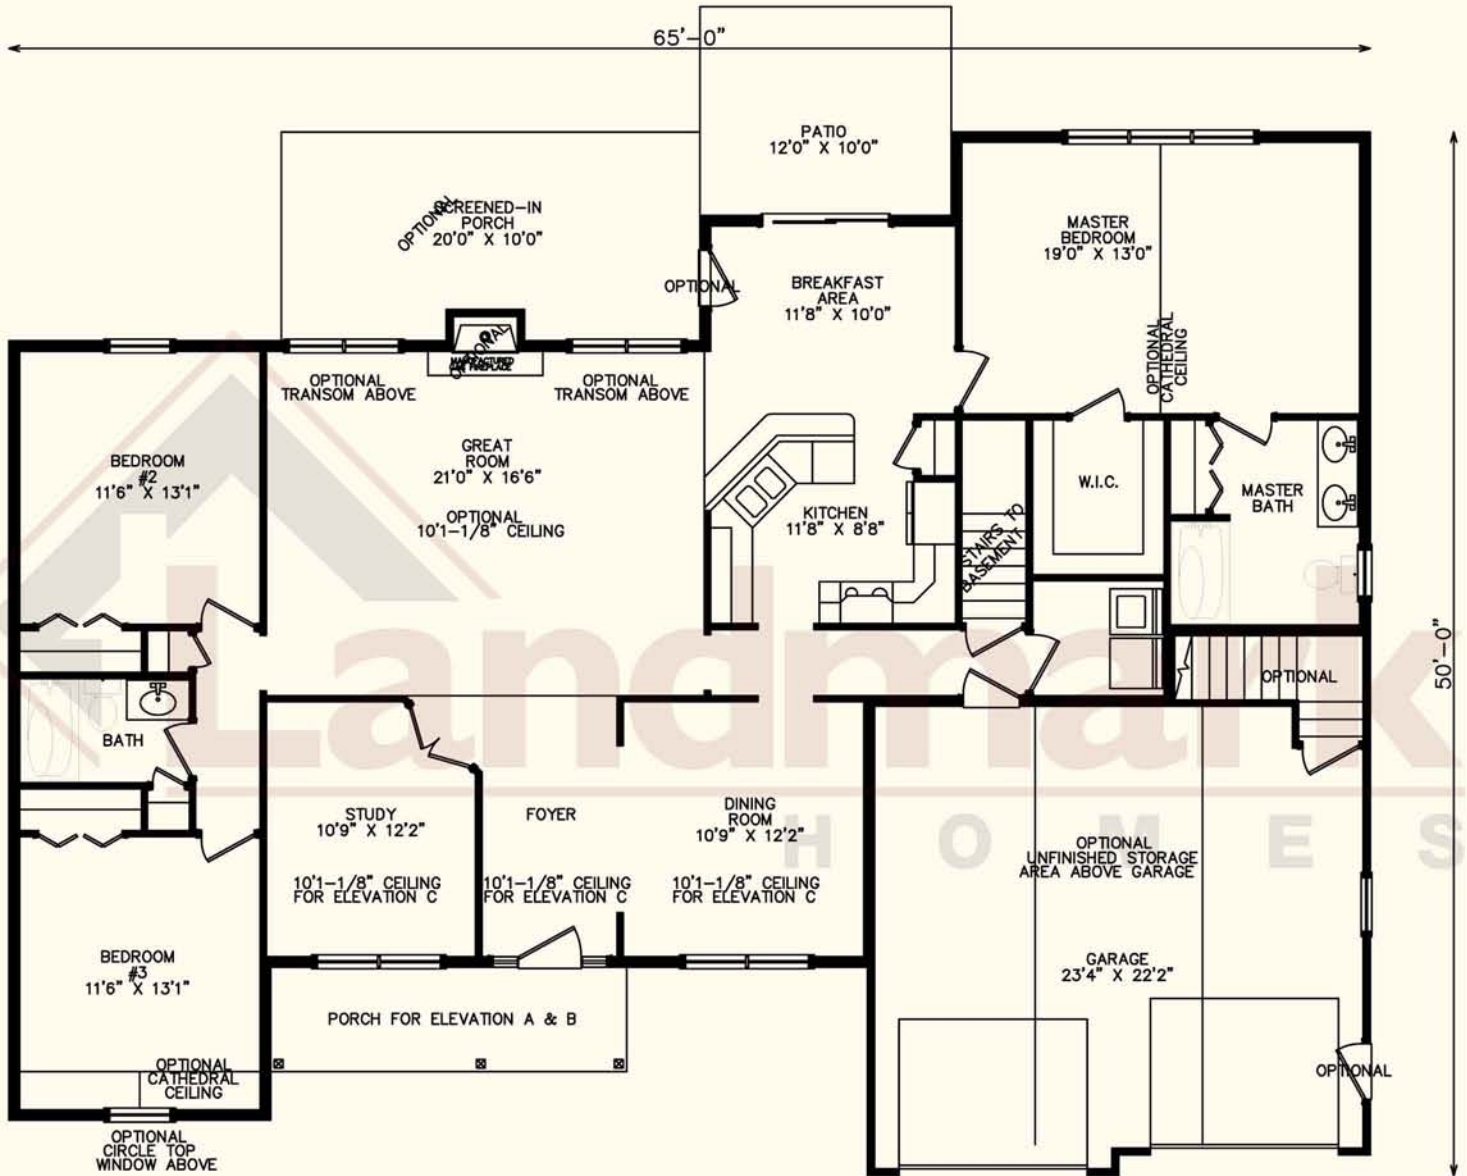 65'-0"
PATIO
12'0" X 10'0"
OPTIONAL
SCREENED-IN
PORCH
20'0" X 10'0"
MASTER
BEDROOM
19'0" X 13'0"
OPTIONAL
BREAKFAST
AREA
11'8" X 10'0"
OPTIONAL
CATHEDRAL
CEILING
OPTIONAL
MANUFACTURED
FIREPLACE
OPTIONAL
TRANSOM ABOVE
OPTIONAL
TRANSOM ABOVE
BEDROOM
#2
11'6" X 13'1"
GREAT
ROOM
21'0" X 16'6"
OPTIONAL
10'1-1/8" CEILING
KITCHEN
11'8" X 8'8"
STAIRS TO
BASEMENT
W.I.C.
MASTER
BATH
50'-0"
OPTIONAL
Landmark
HOMES
BATH
STUDY
10'9" X 12'2"
10'1-1/8" CEILING
FOR ELEVATION C
FOYER
10'1-1/8" CEILING
FOR ELEVATION C
DINING
ROOM
10'9" X 12'2"
10'1-1/8" CEILING
FOR ELEVATION C
OPTIONAL
UNFINISHED STORAGE
AREA ABOVE GARAGE
GARAGE
23'4" X 22'2"
BEDROOM
#3
11'6" X 13'1"
PORCH FOR ELEVATION A & B
OPTIONAL
CATHEDRAL
CEILING
OPTIONAL
OPTIONAL
CIRCLE TOP
WINDOW ABOVE